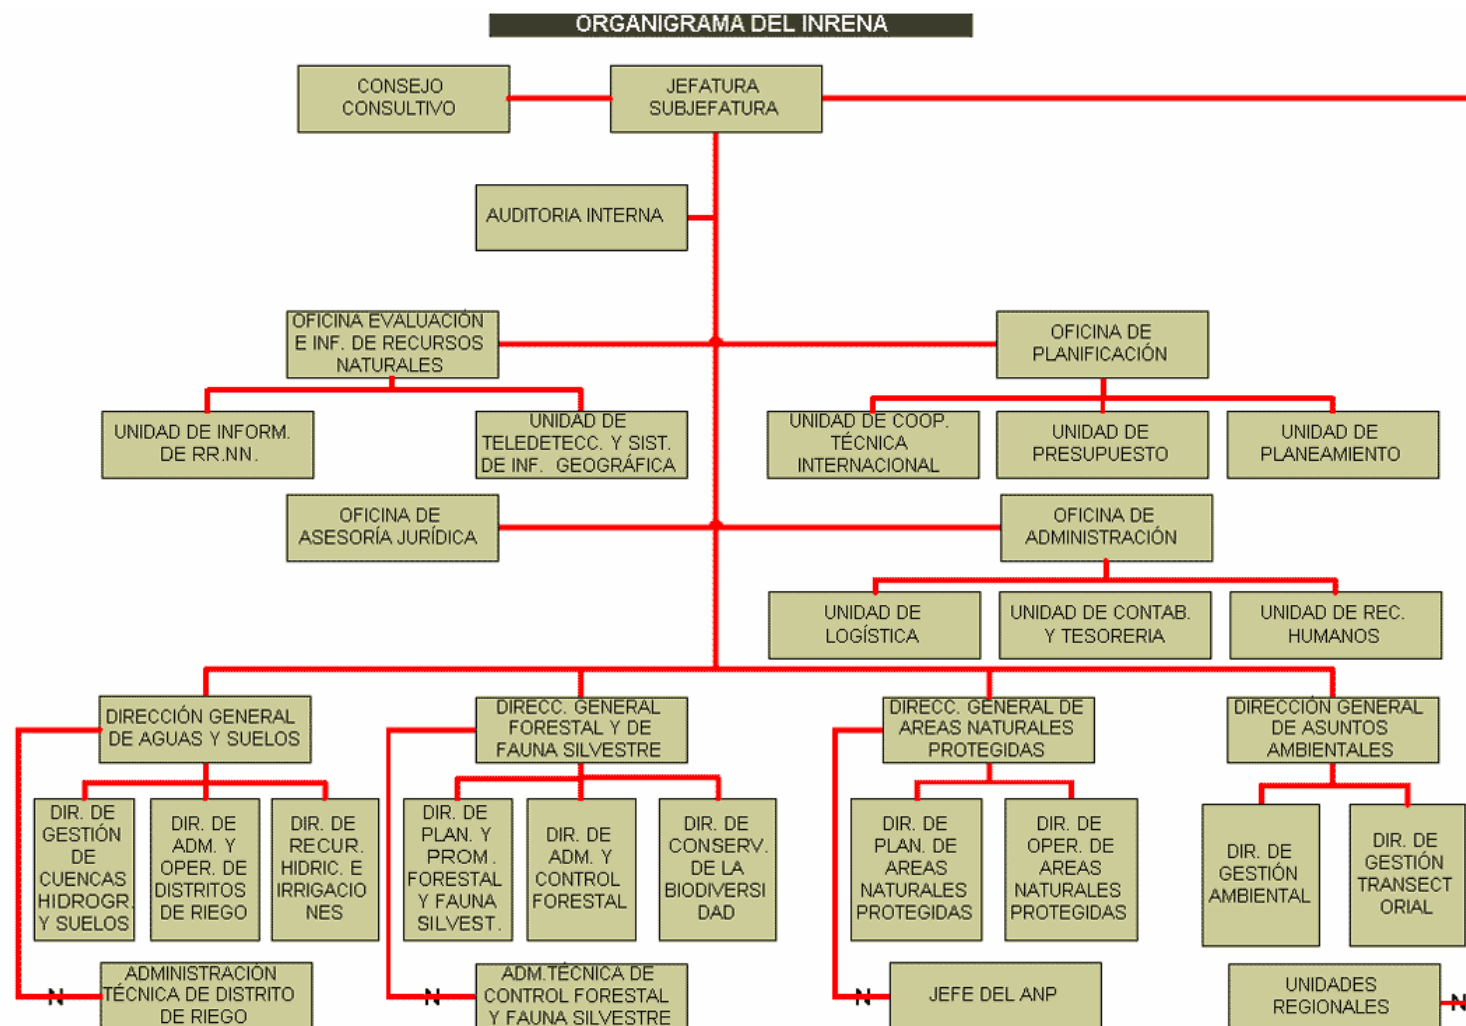 ORGANIGRAMA DEL INRENA
CONSEJO
CONSULTIVO
JEFATURA
SUBJEFATURA
AUDITORIA INTERNA
OFICINA EVALUACIÓN
E INF. DE RECURSOS
NATURALES
OFICINA DE
PLANIFICACIÓN
UNIDAD DE INFORM.
DE RR.NN.
UNIDAD DE
TELEDETECC. Y SIST.
DE INF. GEOGRÁFICA
UNIDAD DE COOP.
TÉCNICA
INTERNACIONAL
UNIDAD DE
PRESUPUESTO
UNIDAD DE
PLANEAMIENTO
OFICINA DE
ASESORÍA JURÍDICA
OFICINA DE
ADMINISTRACIÓN
UNIDAD DE
LOGÍSTICA
UNIDAD DE CONTAB.
Y TESORERIA
UNIDAD DE REC.
HUMANOS
DIRECCIÓN GENERAL
DE AGUAS Y SUELOS
DIRECC. GENERAL
FORESTAL Y DE
FAUNA SILVESTRE
DIRECC. GENERAL DE
AREAS NATURALES
PROTEGIDAS
DIRECCIÓN GENERAL
DE ASUNTOS
AMBIENTALES
DIR. DE
GESTIÓN
DE
CUENCAS
HIDROGR.
Y SUELOS
DIR. DE
ADM. Y
OPER. DE
DISTRITOS
DE RIEGO
DIR. DE
RECUR.
HIDRIC. E
IRRIGACIO
NES
DIR. DE
PLAN. Y
PROM.
FORESTAL
Y FAUNA
SILVEST.
DIR. DE
ADM. Y
CONTROL
FORESTAL
DIR. DE
CONSERV.
DE LA
BIODIVERSI
DAD
DIR. DE
PLAN. DE
AREAS
NATURALES
PROTEGIDAS
DIR. DE
OPER. DE
AREAS
NATURALES
PROTEGIDAS
DIR. DE
GESTIÓN
AMBIENTAL
DIR. DE
GESTIÓN
TRANSECT
ORIAL
N
ADMINISTRACIÓN
TÉCNICA DE DISTRITO
DE RIEGO
N
ADM.TÉCNICA DE
CONTROL FORESTAL
Y FAUNA SILVESTRE
N
JEFE DEL ANP
UNIDADES
REGIONALES
N